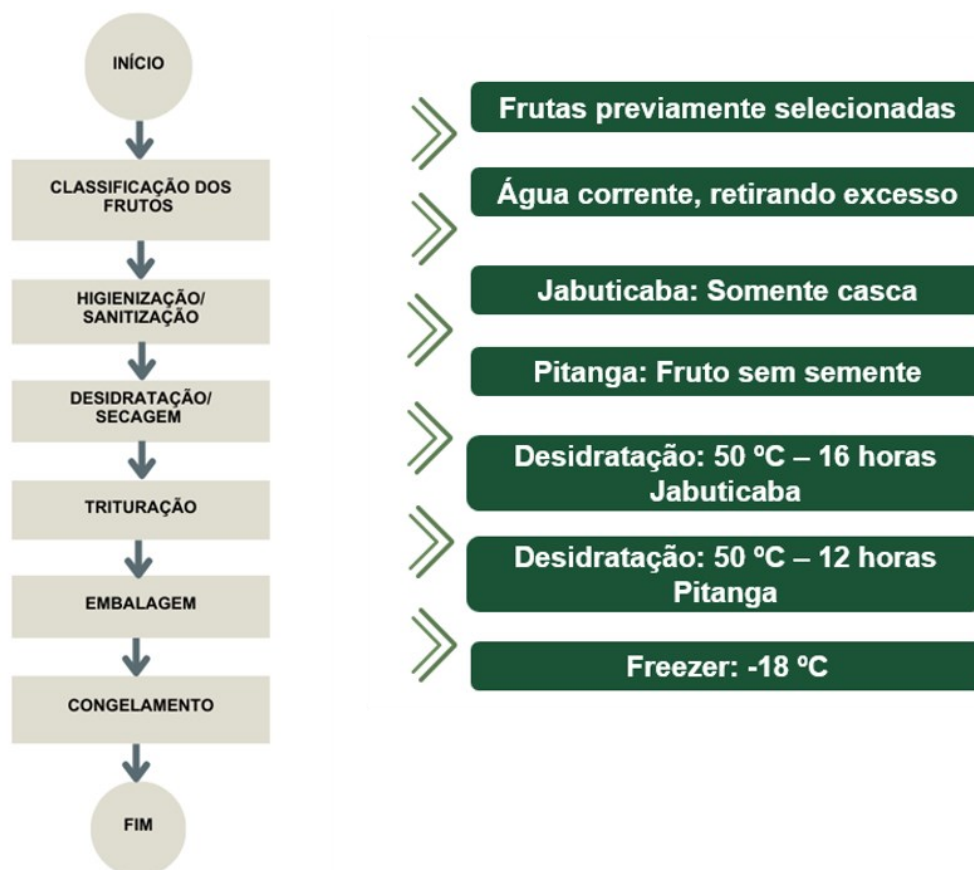 INÍCIO
CLASSIFICAÇÃO DOS
FRUTOS
HIGIENIZAÇÃO/
SANITIZAÇÃO
DESIDRATAÇÃO/
SECAGEM
TRITURAÇÃO
EMBALAGEM
CONGELAMENTO
FIM
Frutas previamente selecionadas
Água corrente, retirando excesso
Jabuticaba: Somente casca
Pitanga: Fruto sem semente
Desidratação: 50 ºC – 16 horas
Jabuticaba
Desidratação: 50 ºC – 12 horas
Pitanga
Freezer: -18 ºC